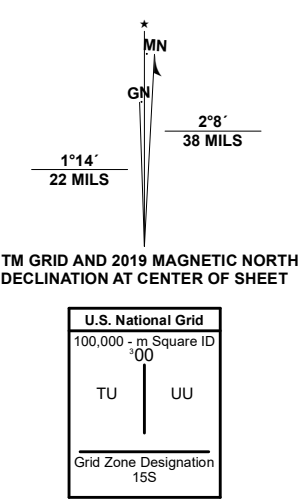 ★
MN
GN
2°8´
38 MILS
1°14´
22 MILS
TM GRID AND 2019 MAGNETIC NORTH
DECLINATION AT CENTER OF SHEET
U.S. National Grid
100,000 - m Square ID
³00
TU UU
Grid Zone Designation
15S